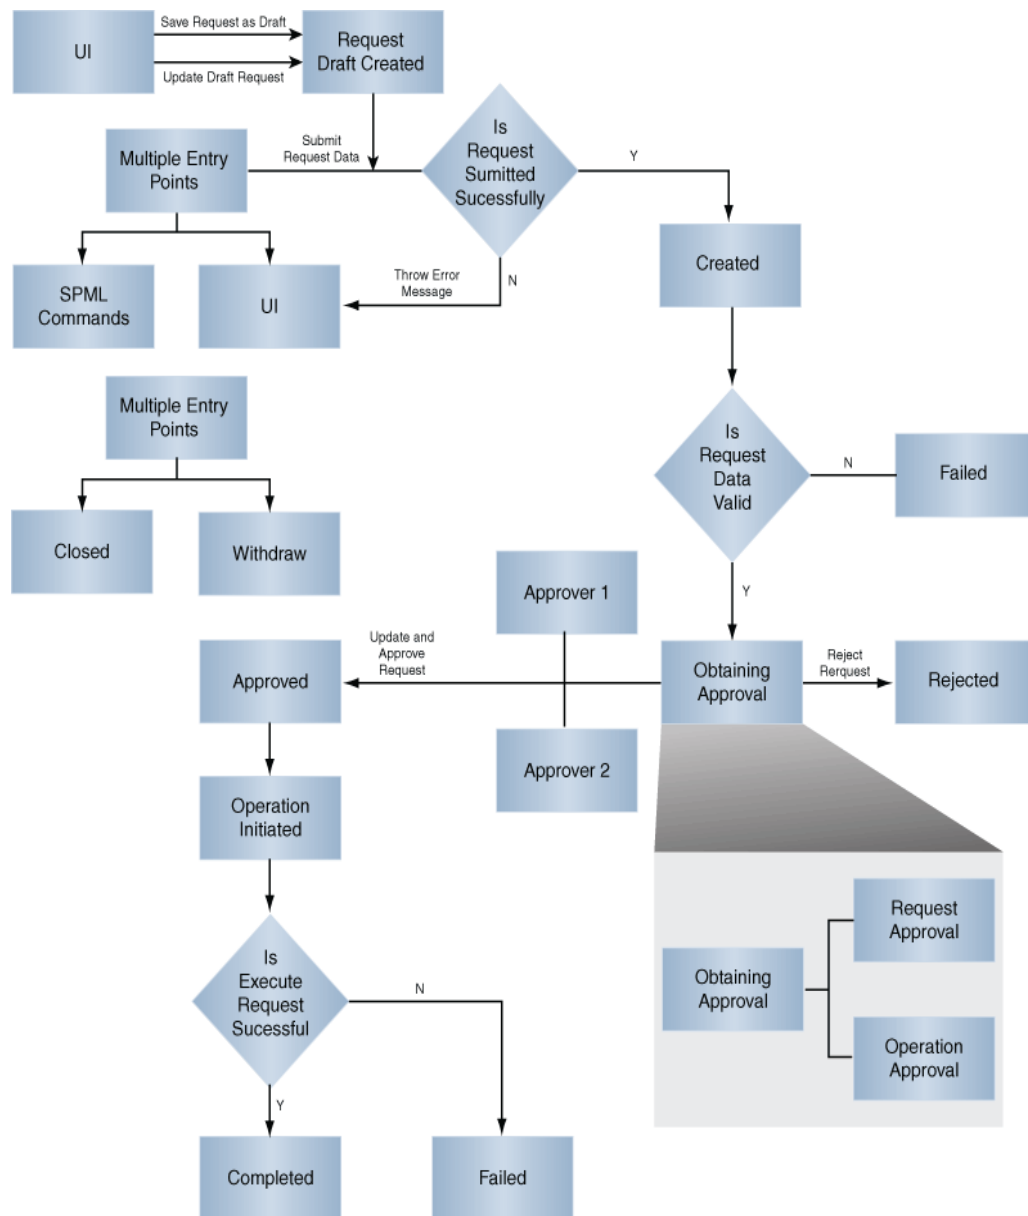 UI
Save Request as Draft
Update Draft Request
Request
Draft Created
Multiple Entry
Points
Submit
Request Data
Is
Request
Sumitted
Sucessfully
Y
N
Throw Error
Message
SPML
Commands
UI
Created
Multiple Entry
Points
Closed
Withdraw
Is
Request
Data
Valid
N
Failed
Y
Approver 1
Update and
Approve
Request
Approved
Obtaining
Approval
Reject
Rerquest
Rejected
Approver 2
Operation
Initiated
Is
Execute
Request
Sucessful
N
Y
Completed
Failed
Obtaining
Approval
Request
Approval
Operation
Approval